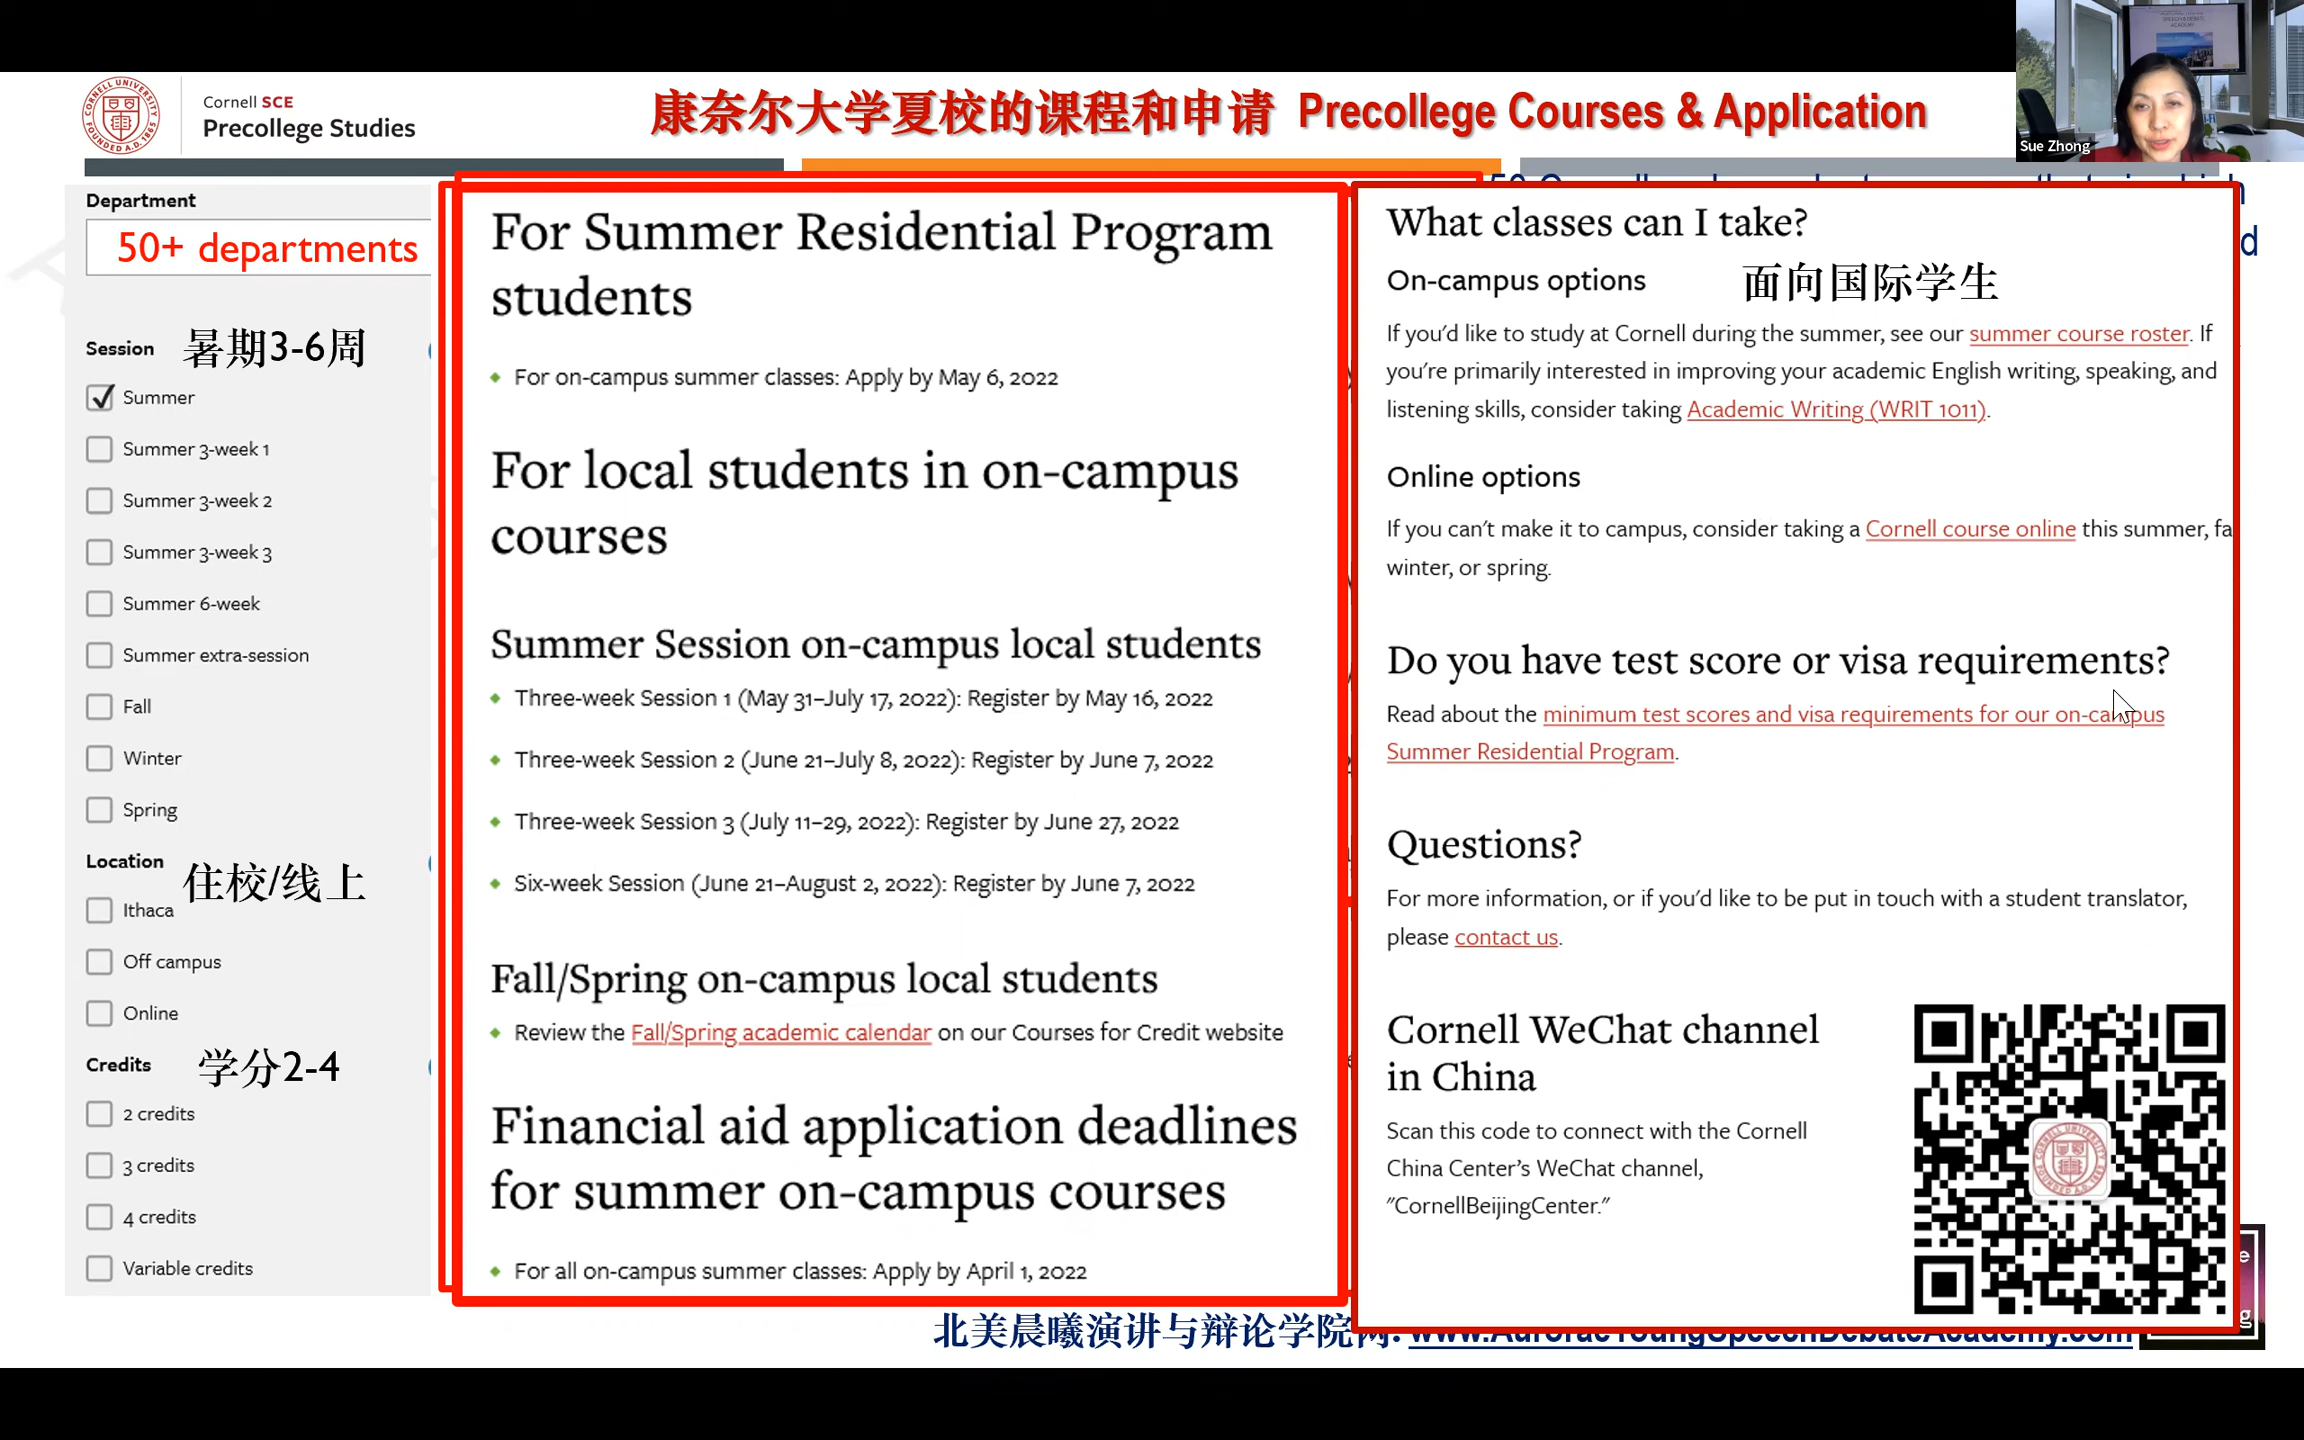 Cornell SCE
Precollege Studies
康奈尔大学夏校的课程和申请 Precollege Courses & Application
Sue Zhong
Department
50+ departments
Session 暑期3-6周
Summer
Summer 3-week 1
Summer 3-week 2
Summer 3-week 3
Summer 6-week
Summer extra-session
Fall
Winter
Spring
Location 住校/线上
Ithaca
Off campus
Online
Credits 学分2-4
2 credits
3 credits
4 credits
Variable credits
For Summer Residential Program
students
For on-campus summer classes: Apply by May 6, 2022
For local students in on-campus
courses
Summer Session on-campus local students
Three-week Session 1 (May 31–July 17, 2022): Register by May 16, 2022
Three-week Session 2 (June 21–July 8, 2022): Register by June 7, 2022
Three-week Session 3 (July 11–29, 2022): Register by June 27, 2022
Six-week Session (June 21–August 2, 2022): Register by June 7, 2022
Fall/Spring on-campus local students
Review the Fall/Spring academic calendar on our Courses for Credit website
Financial aid application deadlines
for summer on-campus courses
For all on-campus summer classes: Apply by April 1, 2022
What classes can I take?
On-campus options 面向国际学生
If you'd like to study at Cornell during the summer, see our summer course roster. If
you're primarily interested in improving your academic English writing, speaking, and
listening skills, consider taking Academic Writing (WRIT 1011).
Online options
If you can't make it to campus, consider taking a Cornell course online this summer, fa
winter, or spring.
Do you have test score or visa requirements?
Read about the minimum test scores and visa requirements for our on-campus
Summer Residential Program.
Questions?
For more information, or if you'd like to be put in touch with a student translator,
please contact us.
Cornell WeChat channel
in China
Scan this code to connect with the Cornell
China Center's WeChat channel,
"CornellBeijingCenter."
北美晨曦演讲与辩论学院网: www.AuroraeYoungSpeechDebateAcademy.com